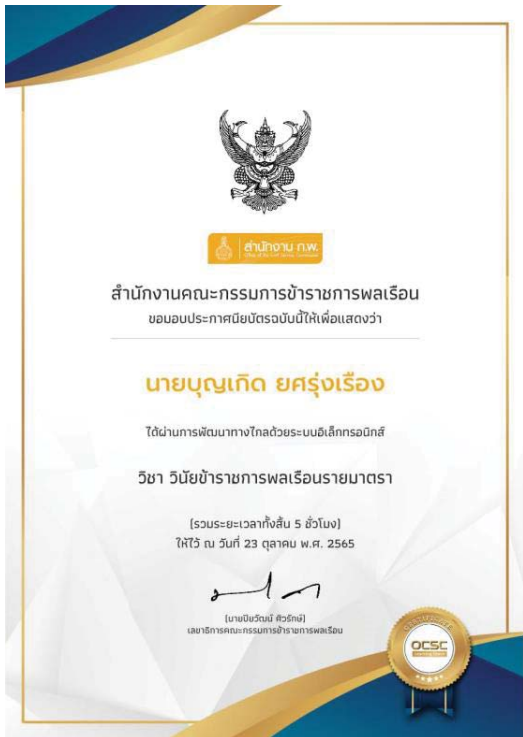 สำนักงาน ก.พ.
Office of the Civil Service Commission
สำนักงานคณะกรรมการข้าราชการพลเรือน
ขอมอบประกาศนียบัตรฉบับนี้ให้เพื่อแสดงว่า
นายบุญเกิด ยศรุ่งเรือง
ได้ผ่านการพัฒนาทางไกลด้วยระบบอิเล็กทรอนิกส์
วิชา วินัยข้าราชการพลเรือนรายมาตรา
(รวมระยะเวลาทั้งสิ้น 5 ชั่วโมง)
ให้ไว้ ณ วันที่ 23 ตุลาคม พ.ศ. 2565
(นายปิยวัฒน์ ศิวรักษ์)
เลขาธิการคณะกรรมการข้าราชการพลเรือน
CERTIFICATE
OCSC